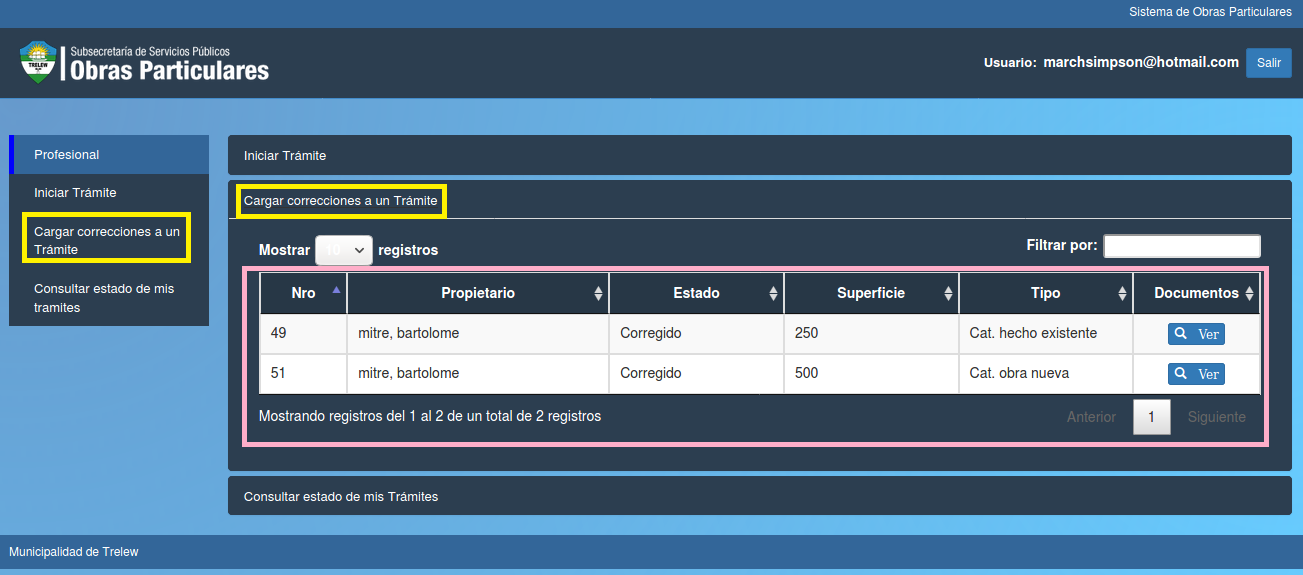 Sistema de Obras Particulares
TRELEW
Subsecretaría de Servicios Públicos
Obras Particulares
Usuario: marchsimpson@hotmail.com Salir
Profesional
Iniciar Trámite
Cargar correcciones a un
Trámite
Consultar estado de mis
tramites
Iniciar Trámite
Cargar correcciones a un Trámite
Mostrar 10 registros
Filtrar por:
Nro Propietario Estado Superficie Tipo Documentos
49 mitre, bartolome Corregido 250 Cat. hecho existente Ver
51 mitre, bartolome Corregido 500 Cat. obra nueva Ver
Mostrando registros del 1 al 2 de un total de 2 registros
Anterior 1 Siguiente
Consultar estado de mis Trámites
Municipalidad de Trelew